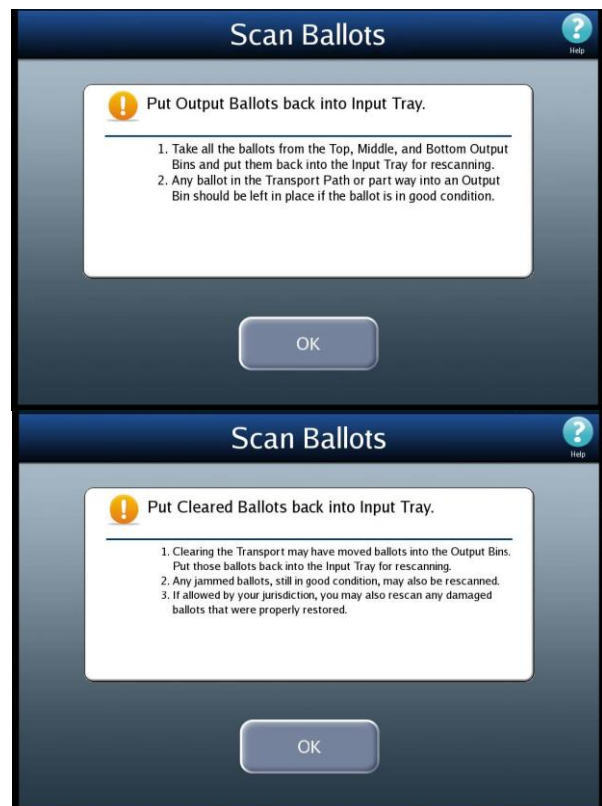 Scan Ballots
Help
Put Output Ballots back into Input Tray.
1. Take all the ballots from the Top, Middle, and Bottom Output
Bins and put them back into the Input Tray for rescanning.
2. Any ballot in the Transport Path or part way into an Output
Bin should be left in place if the ballot is in good condition.
OK
Scan Ballots
Help
Put Cleared Ballots back into Input Tray.
1. Clearing the Transport may have moved ballots into the Output Bins.
Put those ballots back into the Input Tray for rescanning.
2. Any jammed ballots, still in good condition, may also be rescanned.
3. If allowed by your jurisdiction, you may also rescan any damaged
ballots that were properly restored.
OK